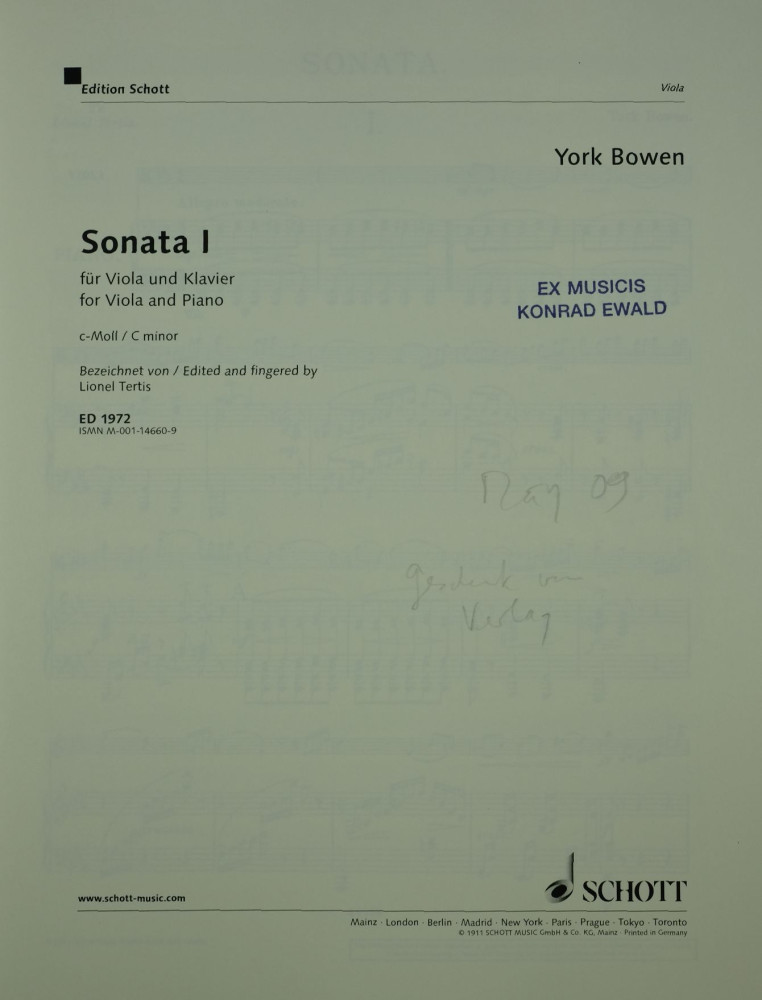 Edition Schott
Viola
York Bowen
Sonata I
für Viola und Klavier
for Viola and Piano
EX MUSICIS
KONRAD EWALD
c-Moll / C minor
Bezeichnet von / Edited and fingered by
Lionel Tertis
ED 1972
ISMN M-001-14660-9
May 09
Geschenk vom
Verlag
www.schott-music.com
SCHOTT
Mainz · London · Berlin · Madrid · New York · Paris · Prague · Tokyo · Toronto
© 1911 SCHOTT MUSIC GmbH & Co. KG, Mainz · Printed in Germany